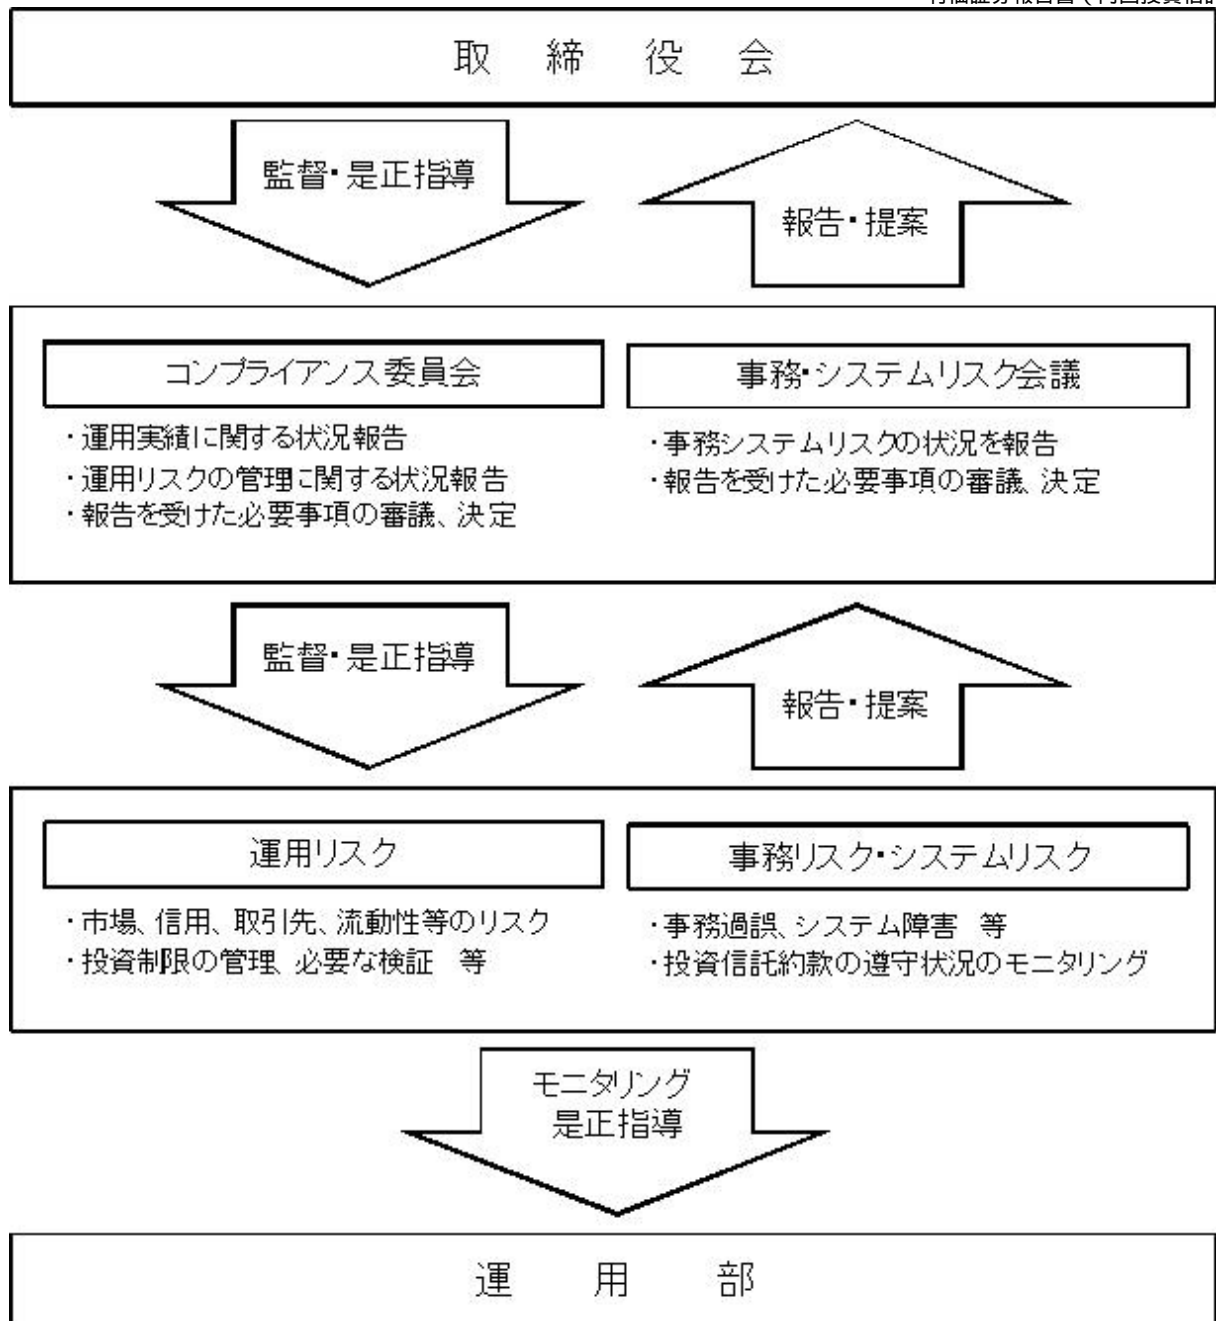 取締役会
監督・是正指導
報告・提案
コンプライアンス委員会
・運用実績に関する状況報告
・運用リスクの管理に関する状況報告
・報告を受けた必要事項の審議、決定
事務・システムリスク会議
・事務システムリスクの状況を報告
・報告を受けた必要事項の審議、決定
監督・是正指導
報告・提案
運用リスク
・市場、信用、取引先、流動性等のリスク
・投資制限の管理、必要な検証 等
事務リスク・システムリスク
・事務過誤、システム障害 等
・投資信託約款の遵守状況のモニタリング
モニタリング
是正指導
運用部